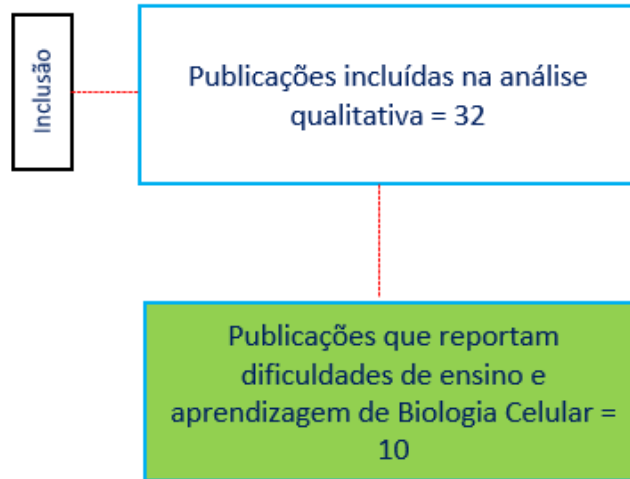 Inclusão
Publicações incluídas na análise
qualitativa = 32
Publicações que reportam
dificuldades de ensino e
aprendizagem de Biologia Celular =
10